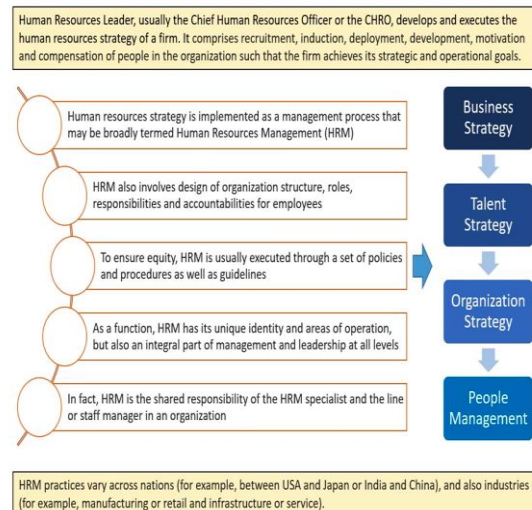 Human Resources Leader, usually the Chief Human Resources Officer or the CHRO, develops and executes the
human resources strategy of a firm. It comprises recruitment, induction, deployment, development, motivation
and compensation of people in the organization such that the firm achieves its strategic and operational goals.
Human resources strategy is implemented as a management process that
may be broadly termed Human Resources Management (HRM)
HRM also involves design of organization structure, roles,
responsibilities and accountabilities for employees
To ensure equity, HRM is usually executed through a set of policies
and procedures as well as guidelines
As a function, HRM has its unique identity and areas of operation,
but also an integral part of management and leadership at all levels
In fact, HRM is the shared responsibility of the HRM specialist and the line
or staff manager in an organization
Business
Strategy
Talent
Strategy
Organization
Strategy
People
Management
HRM practices vary across nations (for example, between USA and Japan or India and China), and also industries
(for example, manufacturing or retail and infrastructure or service).